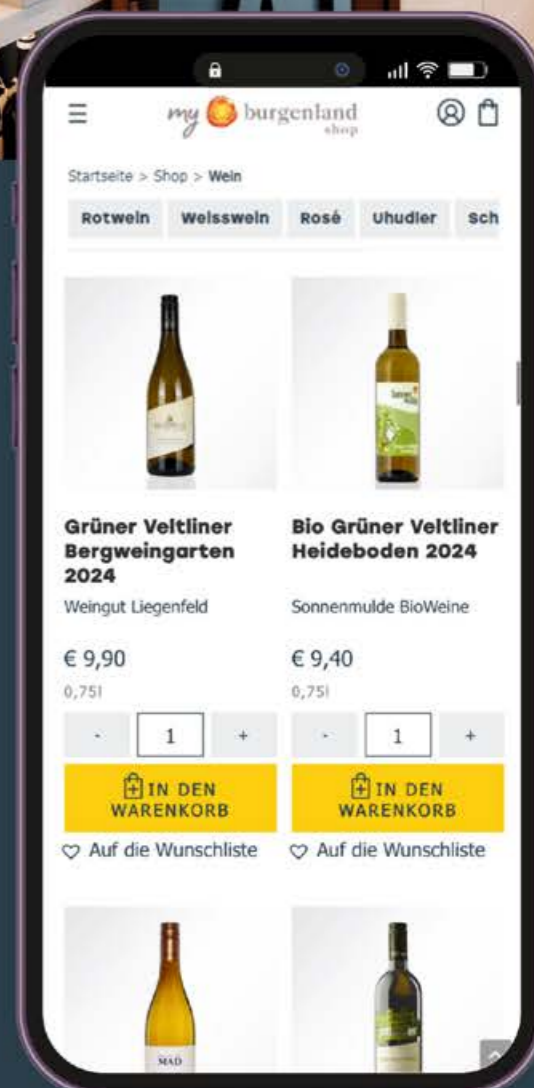 my burgenland
shop
Startseite > Shop > Wein
Rotwein Weisswein Rosé Uhudler Sch
Grüner Veltliner
Bergweingarten
2024
Weingut Liegenfeld
€ 9,90
0,75l
- 1 +
IN DEN
WARENKORB
Auf die Wunschliste
Bio Grüner Veltliner
Heideboden 2024
Sonnenmulde BioWeine
€ 9,40
0,75l
- 1 +
IN DEN
WARENKORB
Auf die Wunschliste
MAD